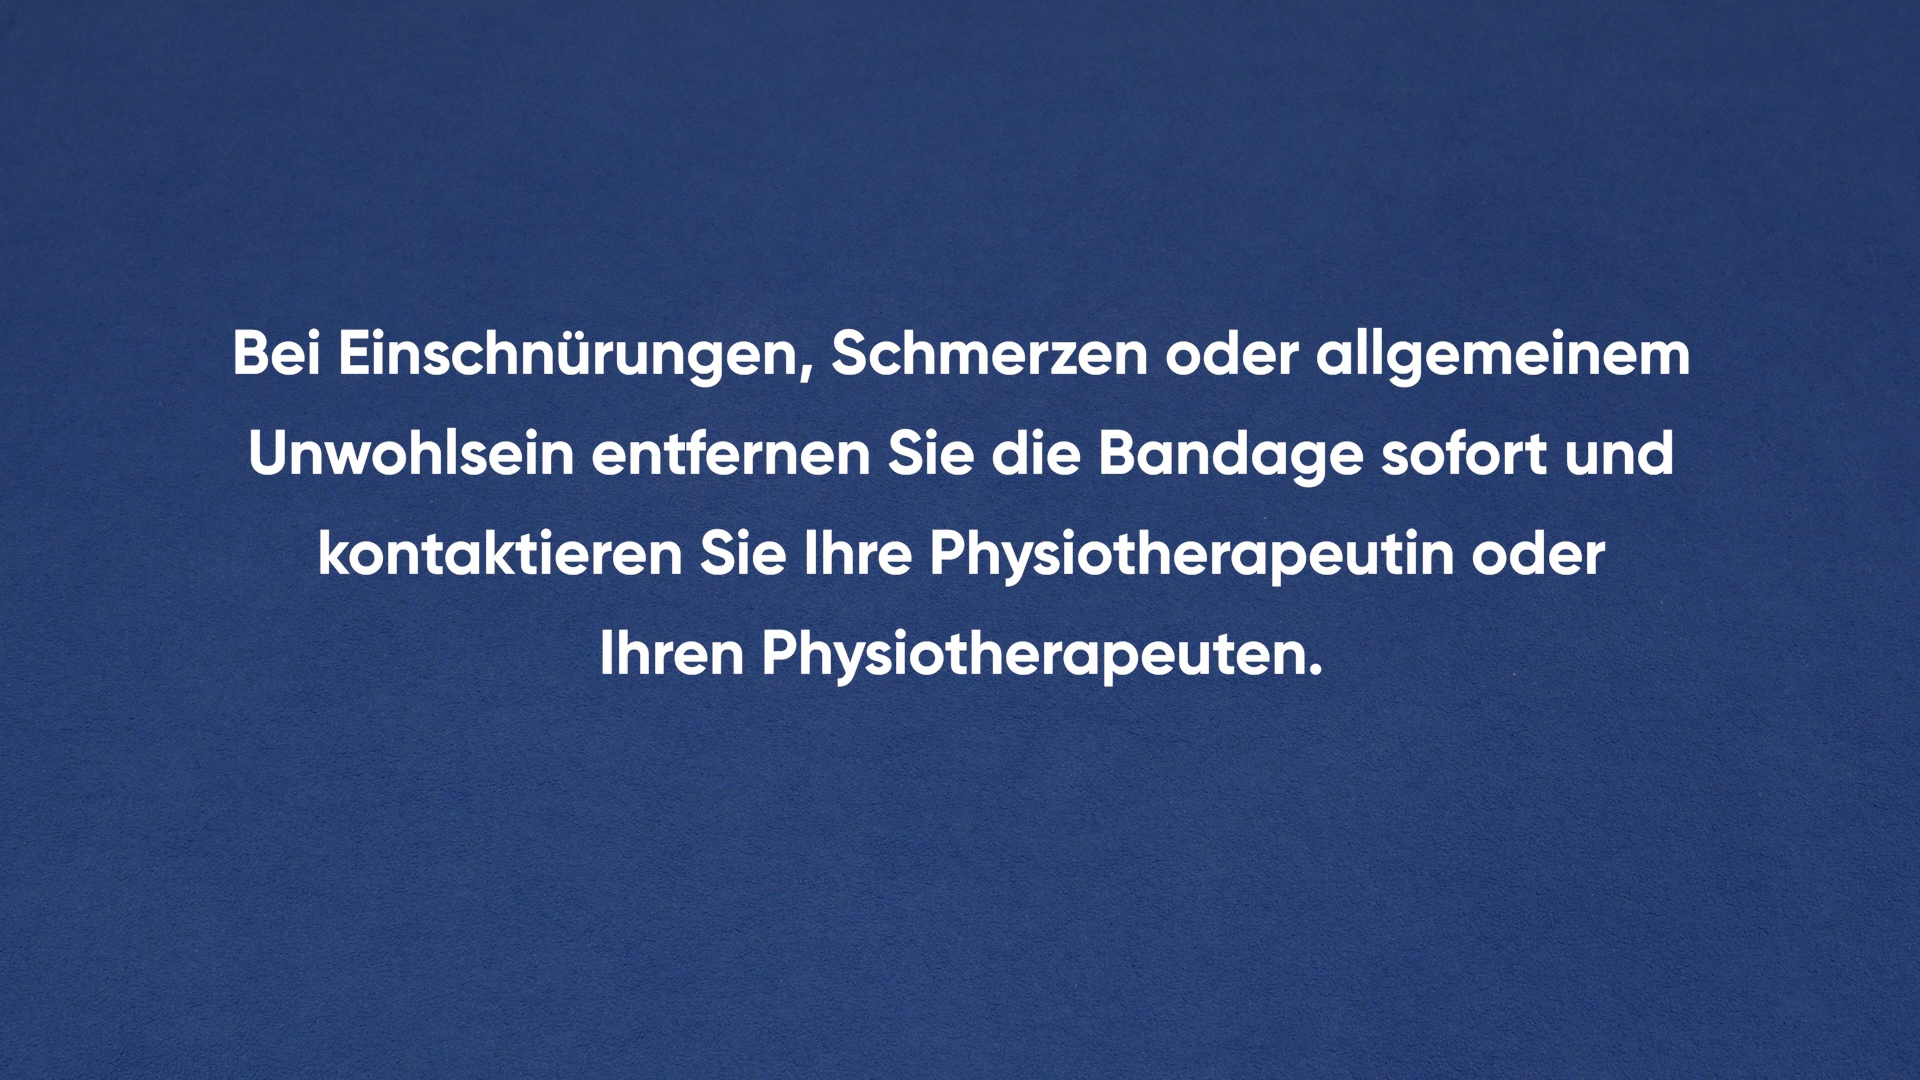 Bei Einschnürungen, Schmerzen oder allgemeinem
Unwohlsein entfernen Sie die Bandage sofort und
kontaktieren Sie Ihre Physiotherapeutin oder
Ihren Physiotherapeuten.